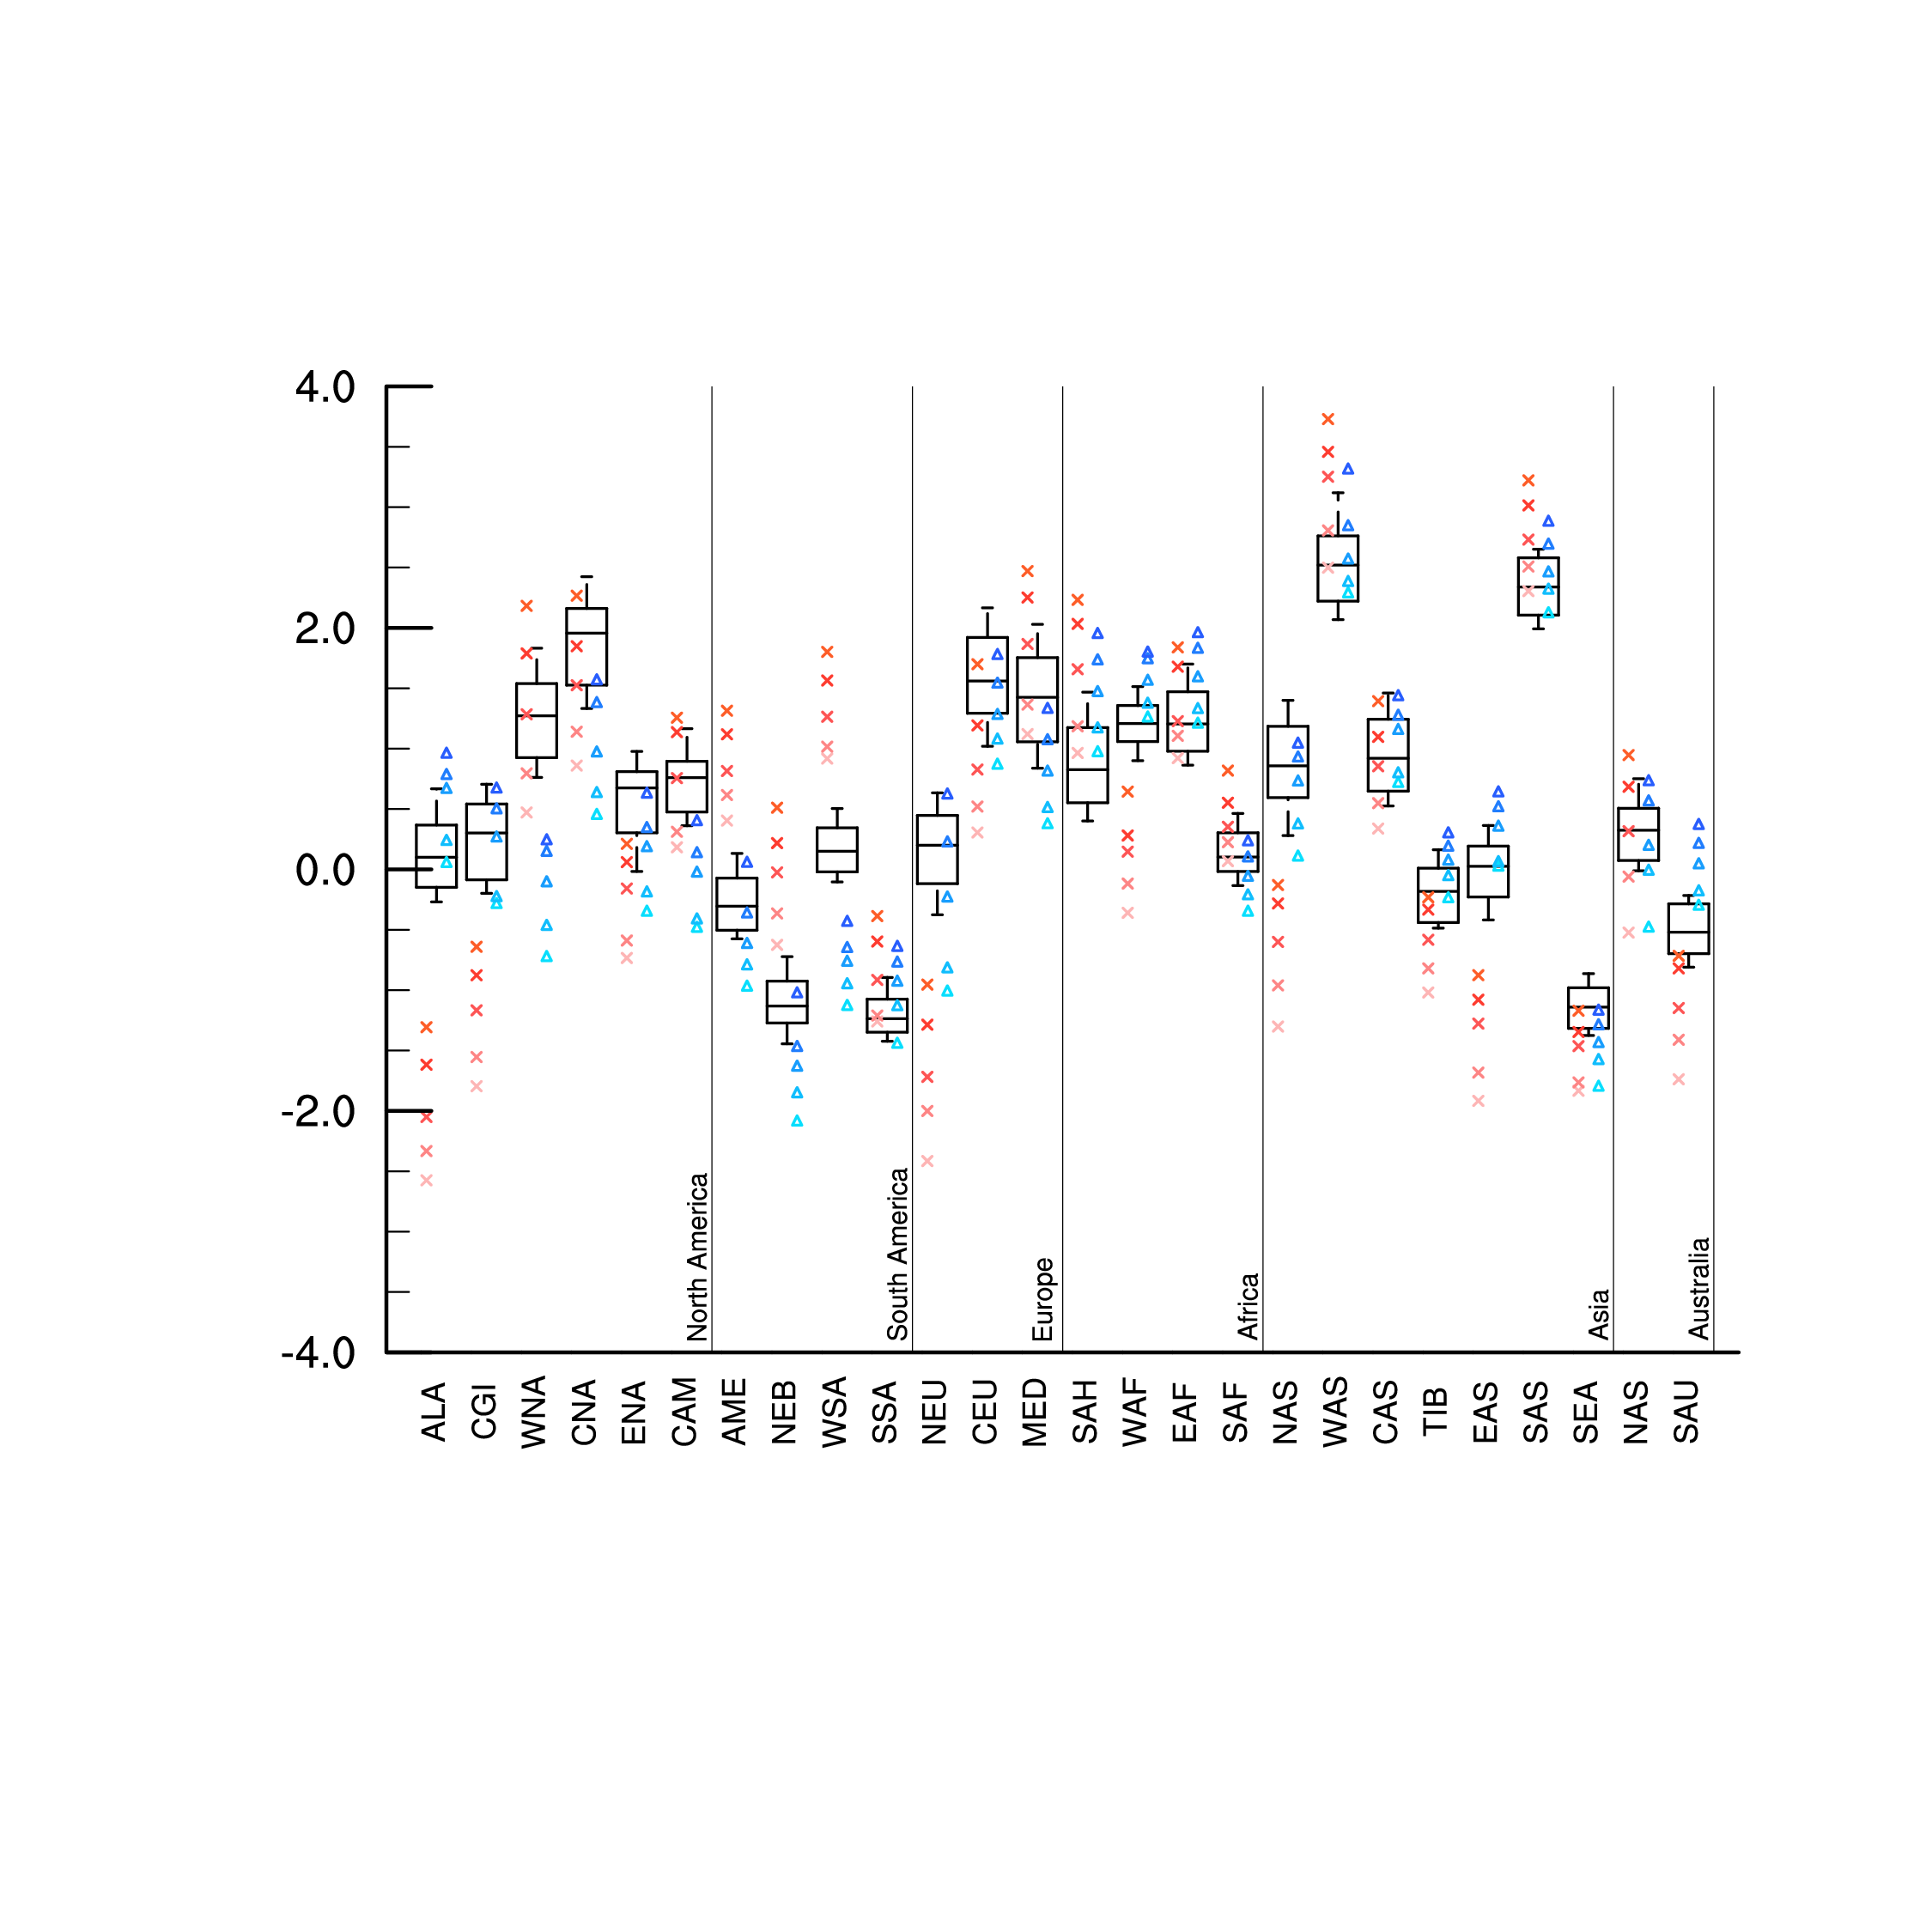 4.0
2.0
0.0
-2.0
-4.0
North America
South America
Europe
Africa
Asia
Australia
ALA
CGI
WNA
CNA
ENA
CAM
AME
NEB
WSA
SSA
NEU
CEU
MED
SAH
WAF
EAF
SAF
NAS
WAS
CAS
TIB
EAS
SAS
SEA
NAS
SAU